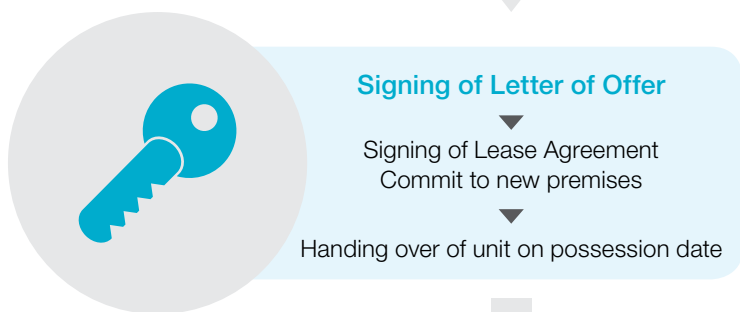 Signing of Letter of Offer
Signing of Lease Agreement
Commit to new premises
Handing over of unit on possession date